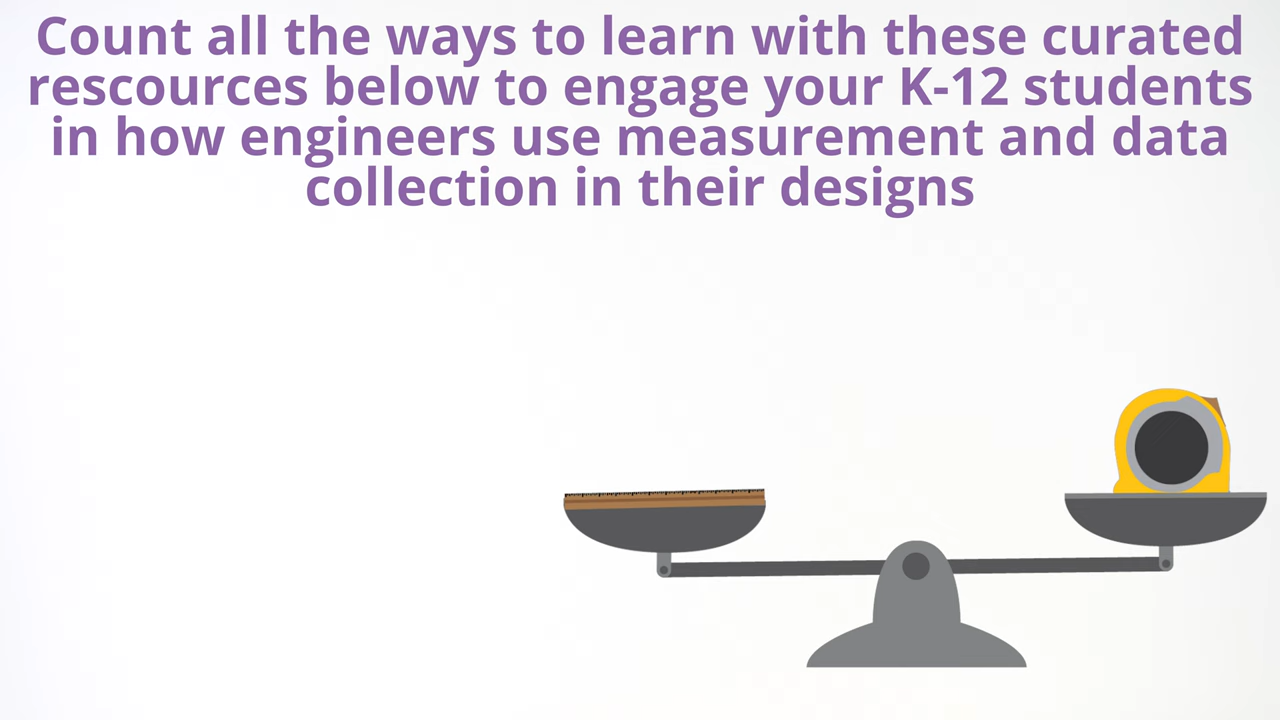 Count all the ways to learn with these curated
rescources below to engage your K-12 students
in how engineers use measurement and data
collection in their designs